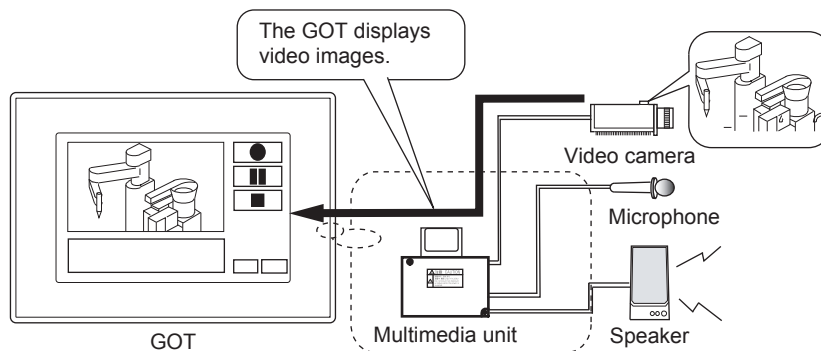 The GOT displays
video images.
Video camera
Microphone
Multimedia unit
Speaker
GOT